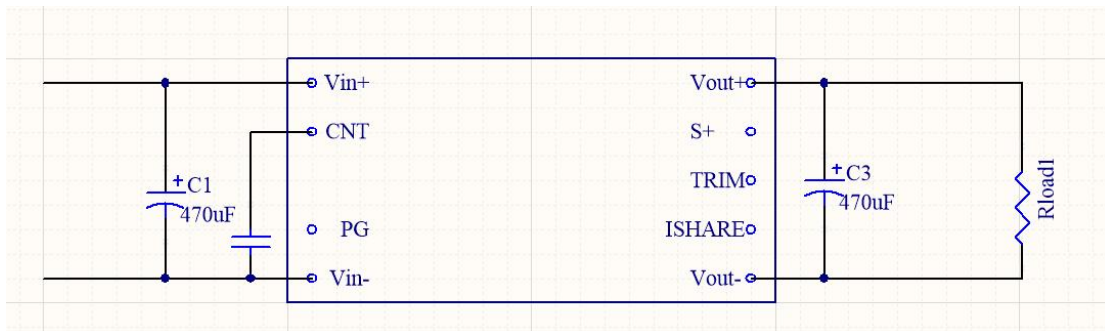 Vin+
CNT
PG
Vin-
+
C1
470uF
Vout+
S+
TRIM
ISHARE
Vout-
+
C3
470uF
Rload1